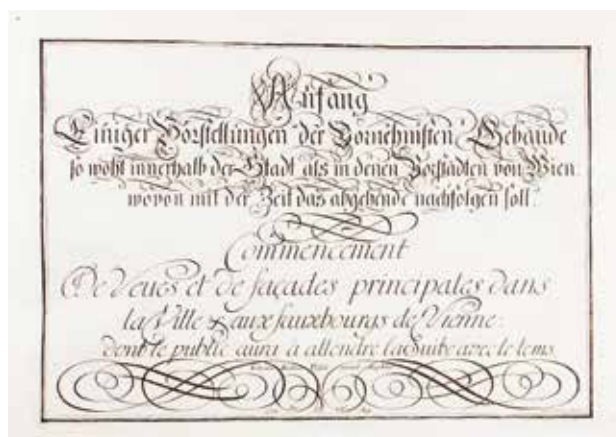 Anfang
Einiger Vorstellungen der Vornehmsten Gebäude
so wohl innerhalb der Stadt als in denen Vorstädten von Wien
wovon mit der Zeit das abgehende nachfolgen soll.
Commencement
De Veües et de façades principales dans
la Ville & aux fauxbourgs de Vienne:
dont le public aura à attendre la Suite avec le tems